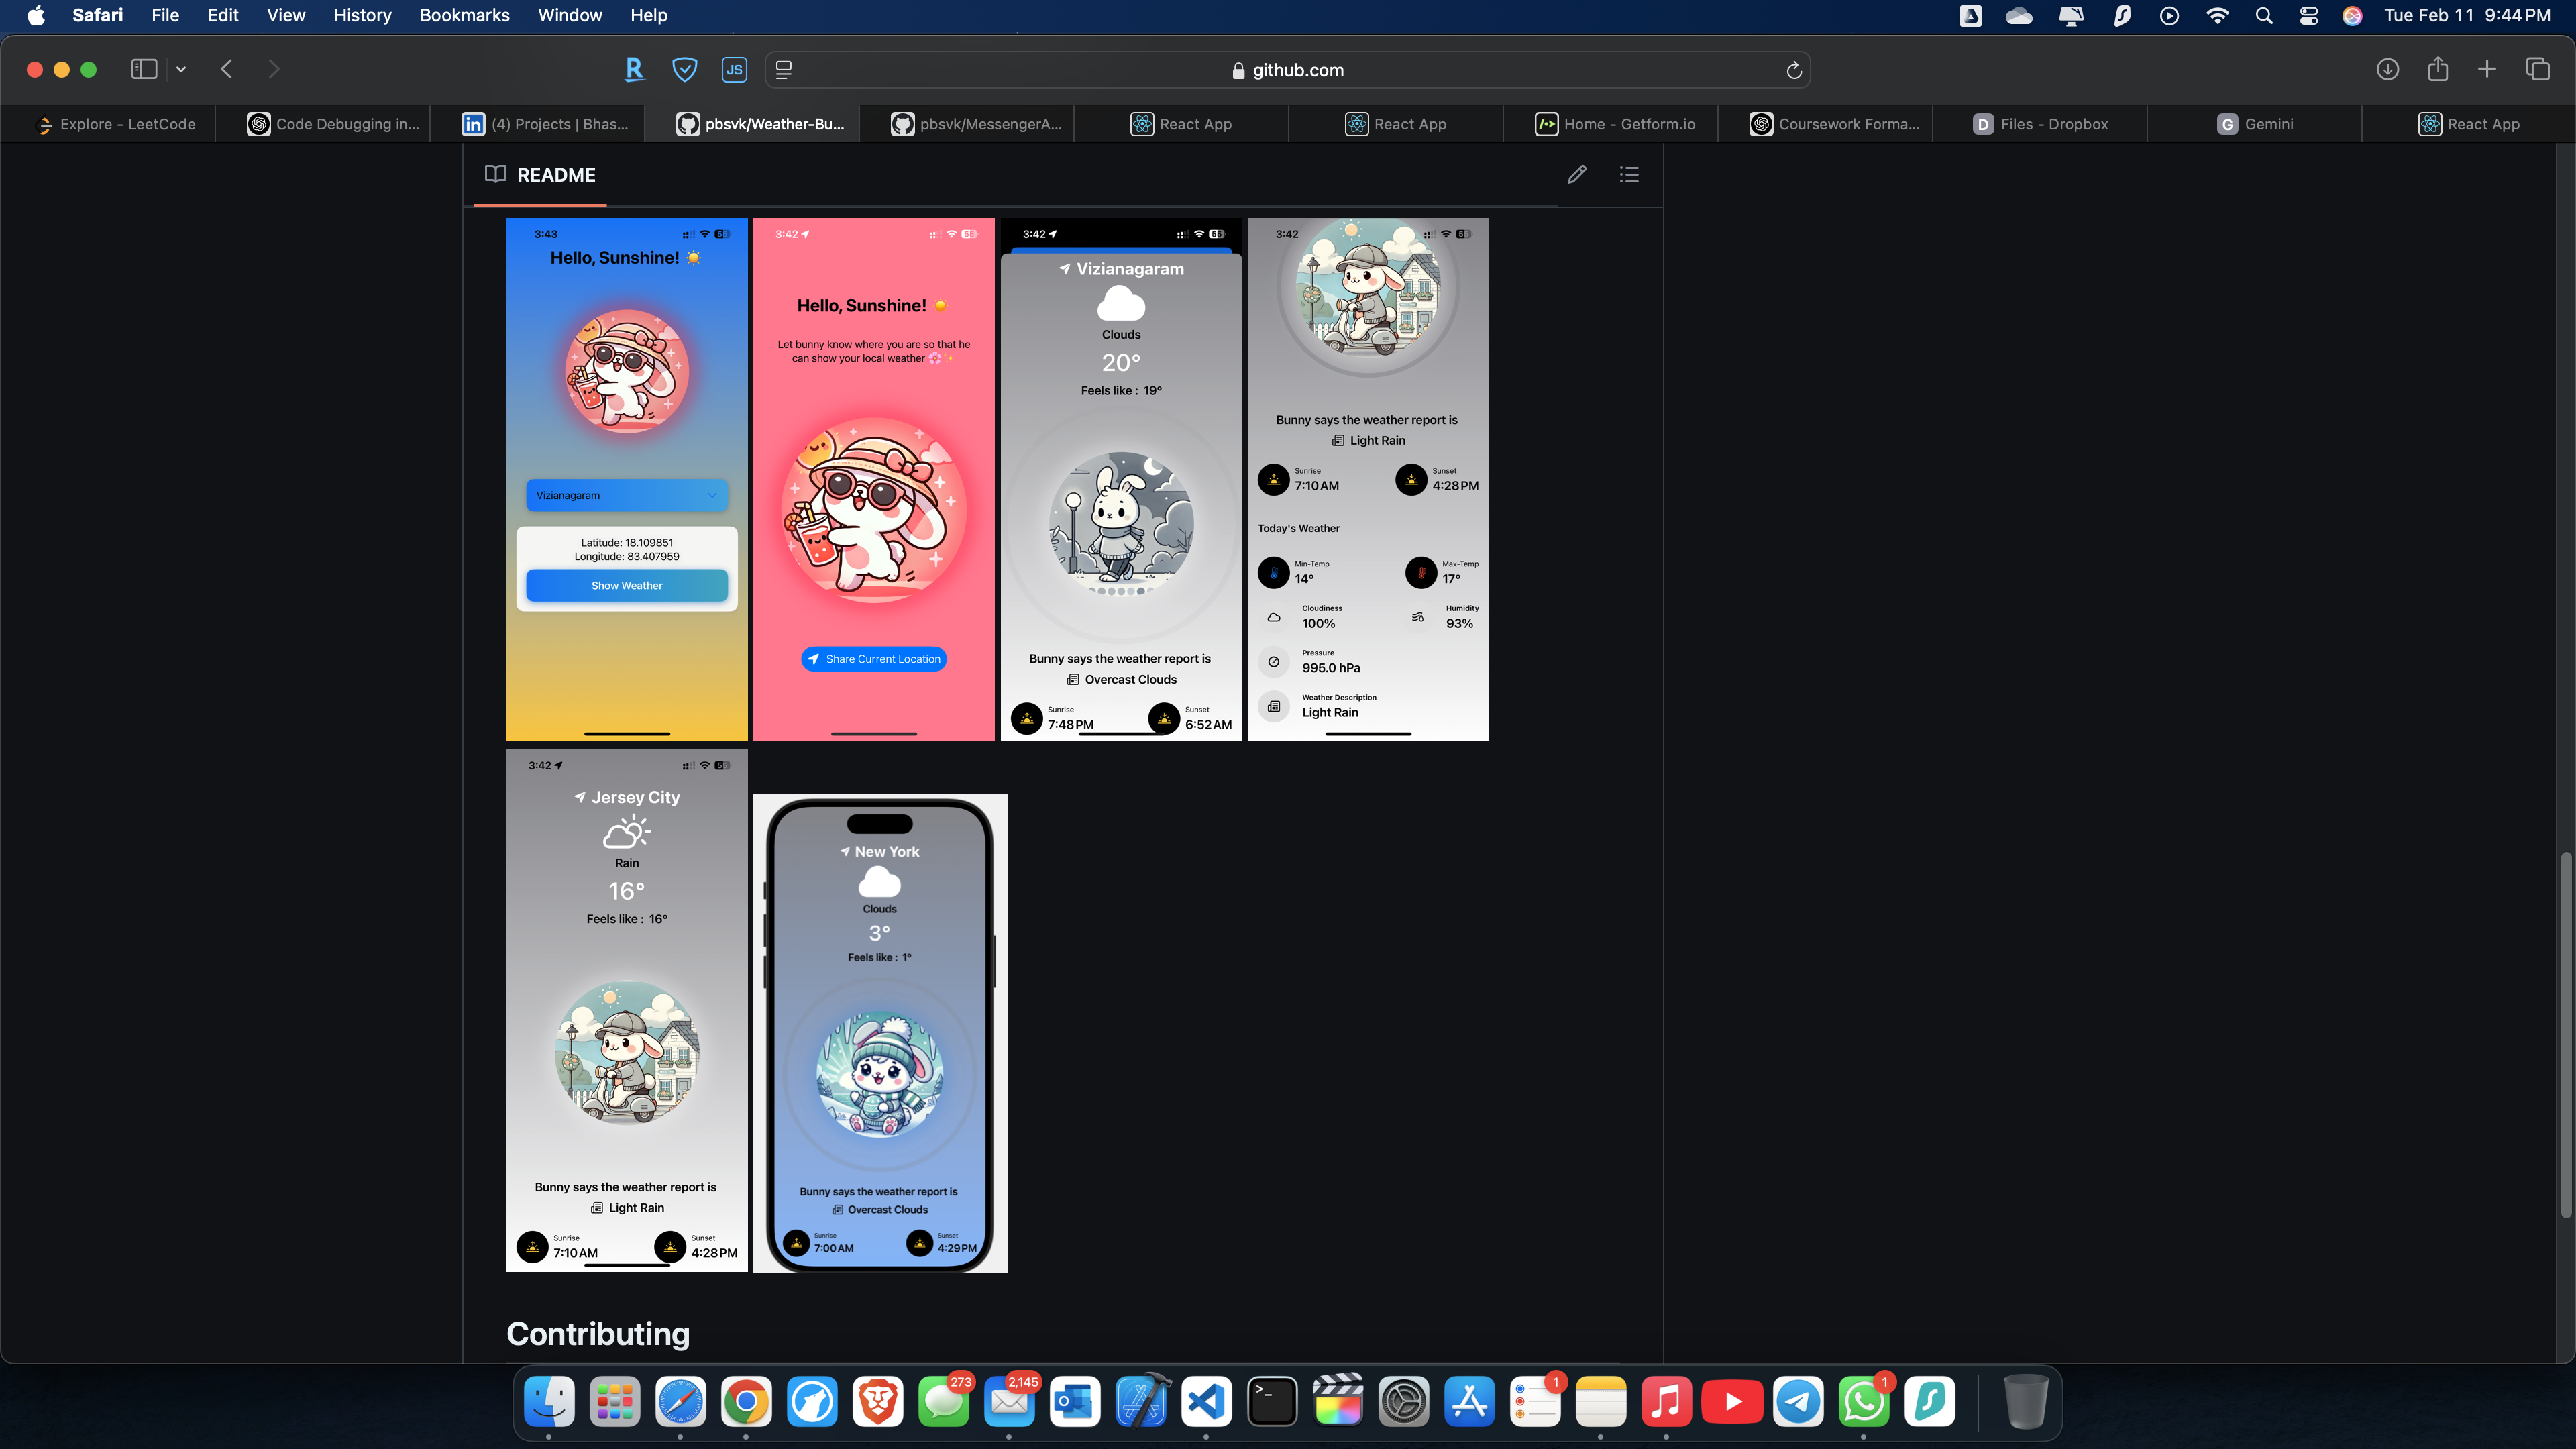 Safari File Edit View History Bookmarks Window Help Tue Feb 11 9:44 PM
JS github.com
Explore - LeetCode Code Debugging in... (4) Projects | Bhas... pbsvk/Weather-Bu... pbsvk/MessengerA... React App React App Home - Getform.io Coursework Forma... Files - Dropbox Gemini React App
README
3:43
Hello, Sunshine! ☀️
Vizianagaram
Latitude: 18.109851
Longitude: 83.407959
Show Weather
3:42
Hello, Sunshine! ☀️
Let bunny know where you are so that he
can show your local weather 🌸✨
Share Current Location
3:42
Vizianagaram
Clouds
20°
Feels like : 19°
Bunny says the weather report is
Overcast Clouds
Sunrise
7:48 PM
Sunset
6:52 AM
3:42
Bunny says the weather report is
Light Rain
Sunrise
7:10 AM
Sunset
4:28 PM
Today's Weather
Min-Temp
14°
Max-Temp
17°
Cloudiness
100%
Humidity
93%
Pressure
995.0 hPa
Weather Description
Light Rain
3:42
Jersey City
Rain
16°
Feels like : 16°
Bunny says the weather report is
Light Rain
Sunrise
7:10 AM
Sunset
4:28 PM
New York
Clouds
3°
Feels like : 1°
Bunny says the weather report is
Overcast Clouds
Sunrise
7:00 AM
Sunset
4:29 PM
Contributing
273 2,145 1 1